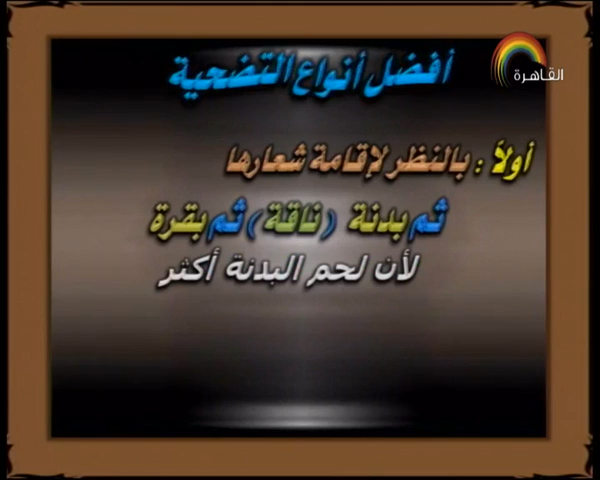 أفضل أنواع التضحية
القاهرة
أولاً : بالنظر لإقامة شعارها
ثم بدنة (ناقة) ثم بقرة
لأن لحم البدنة أكثر